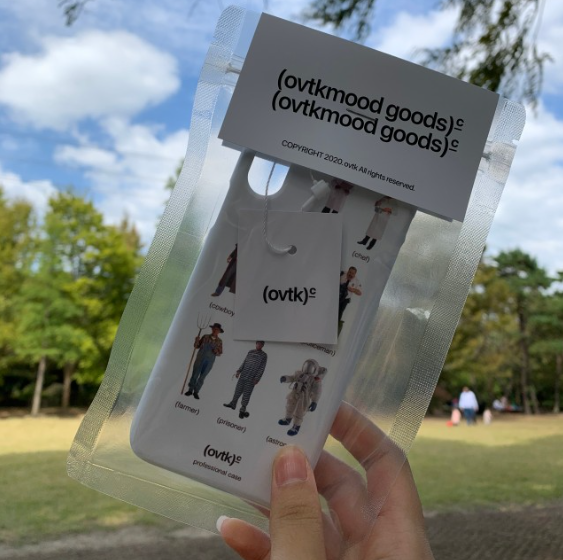 (ovtkmood goods)c
(ovtkmood goods)c
COPYRIGHT 2020. ovtk All rights reserved.
(chef)
(ovtk)c
(cowboy
(farmer)
(prisoner)
(ovtk)c
professional case